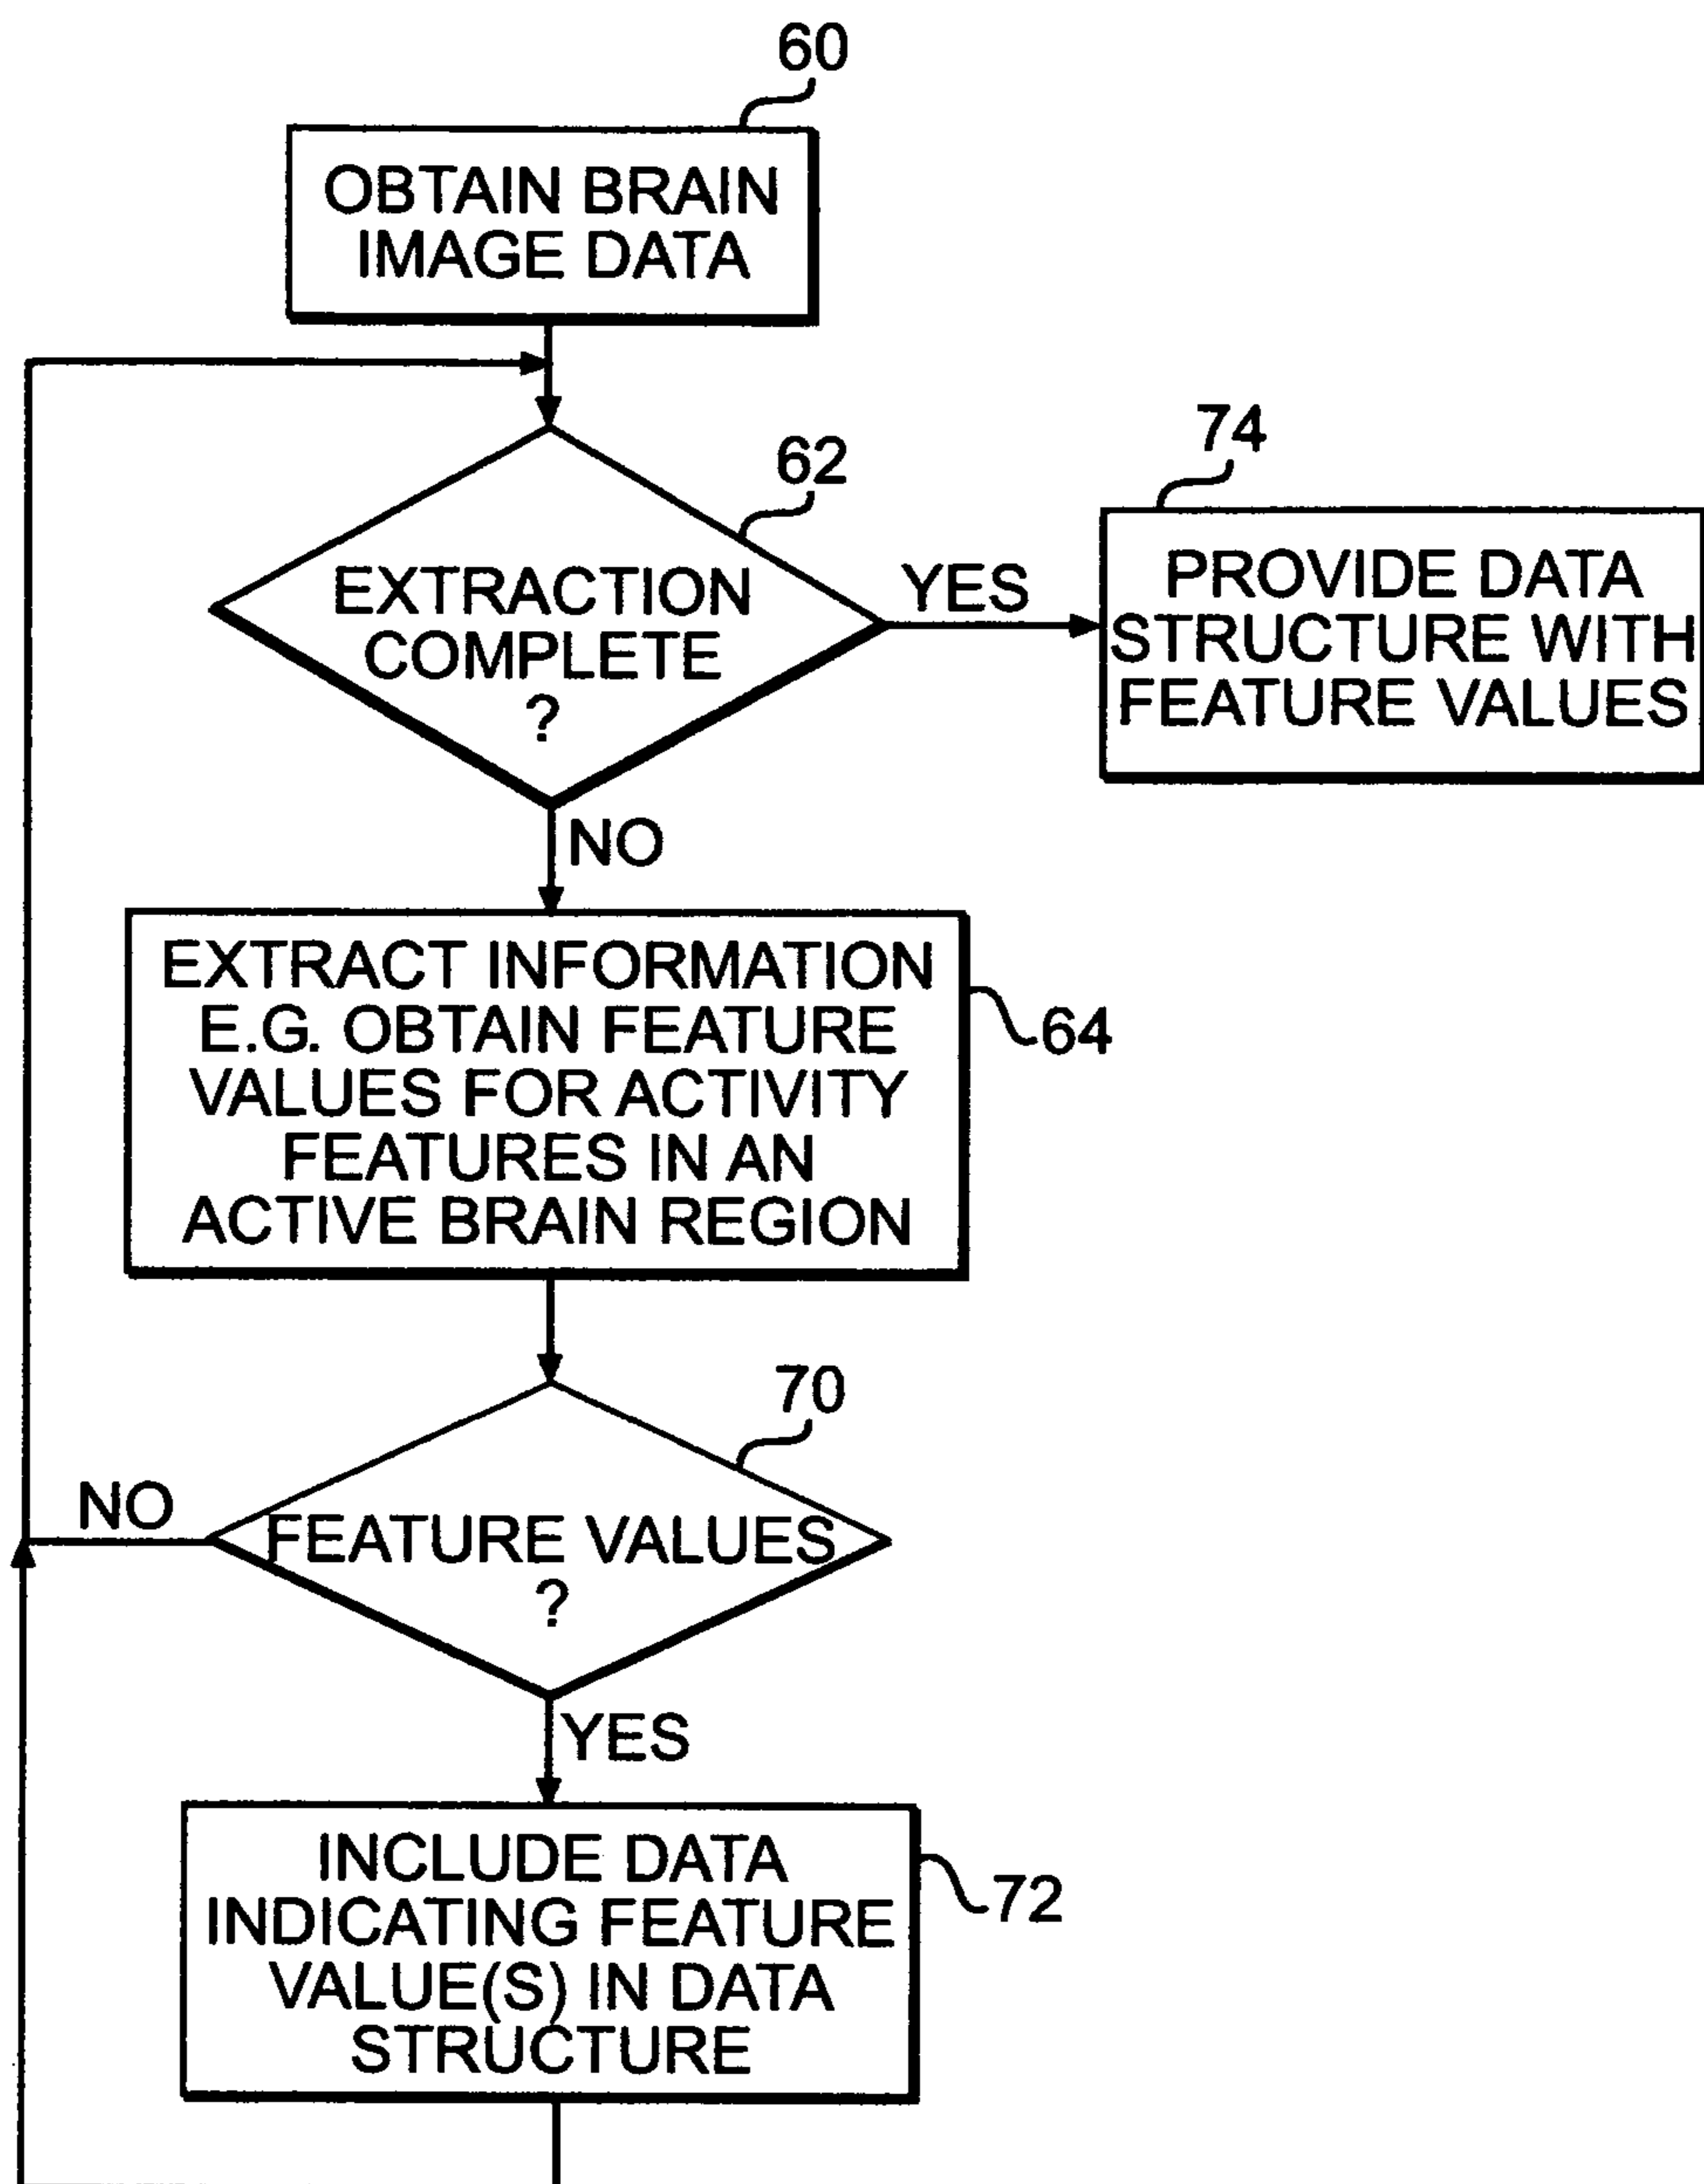 60
OBTAIN BRAIN
IMAGE DATA
62
EXTRACTION
COMPLETE
?
YES
74
PROVIDE DATA
STRUCTURE WITH
FEATURE VALUES
NO
EXTRACT INFORMATION
E.G. OBTAIN FEATURE
VALUES FOR ACTIVITY
FEATURES IN AN
ACTIVE BRAIN REGION
64
70
NO
FEATURE VALUES
?
YES
INCLUDE DATA
INDICATING FEATURE
VALUE(S) IN DATA
STRUCTURE
72